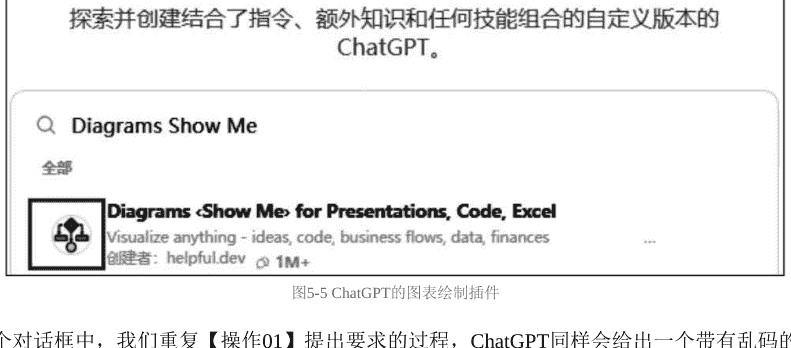 探索并创建结合了指令、额外知识和任何技能组合的自定义版本的
ChatGPT。
Diagrams Show Me
全部
Diagrams ‹Show Me› for Presentations, Code, Excel
Visualize anything - ideas, code, business flows, data, finances
...
创建者：helpful.dev 1M+
图5-5 ChatGPT的图表绘制插件
个对话框中，我们重复【操作01】提出要求的过程，ChatGPT同样会给出一个带有乱码的